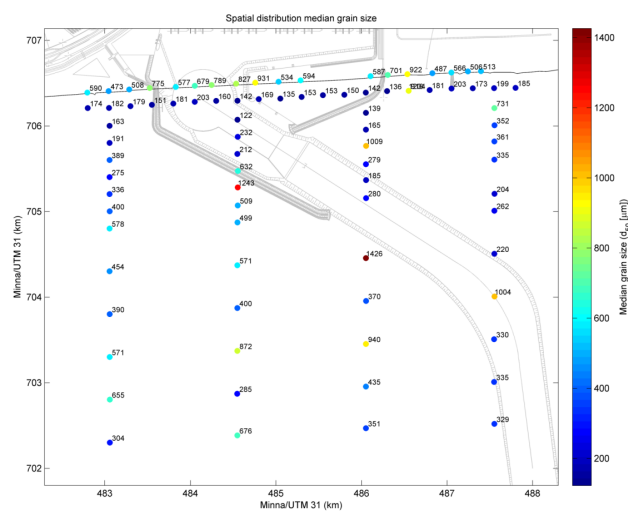 Spatial distribution median grain size
707
706
705
704
703
702
Minna/UTM 31 (km)
590 473 508 775 577 679 789 827 931 534 594 587 701 922 487 566 506 513
174 182 179 151 181 203 160 142 169 135 153 153 150 142 136 181 203 173 199 185
163 122 139 731
191 232 165 352
389 212 1009 361
275 632 279 335
336 1243 185 204
400 509 280 262
578 499 220
454 571 1426 1004
390 400 370 330
571 872 940
655 285 435 335
304 676 351 329
483 484 485 486 487 488
Minna/UTM 31 (km)
1400
1200
1000
800
600
400
200
Median grain size (d50 [μm])